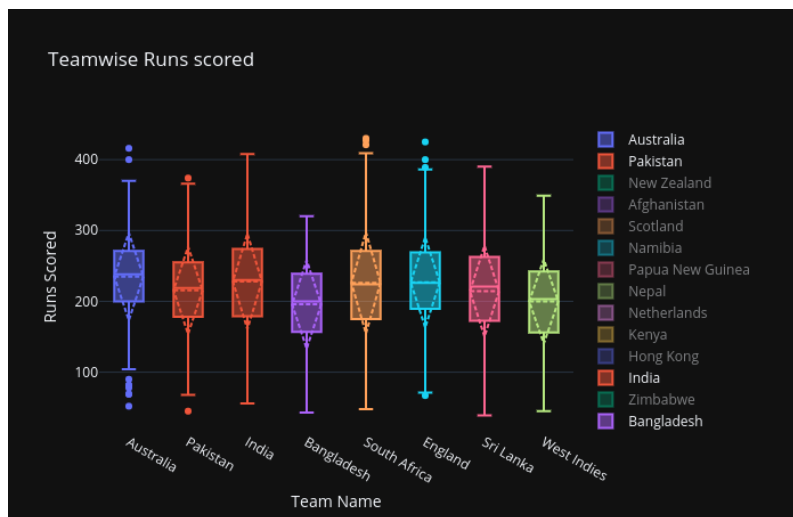 Teamwise Runs scored
Runs Scored
400
300
200
100
Australia
Pakistan
India
Bangladesh
South Africa
England
Sri Lanka
West Indies
Team Name
Australia
Pakistan
New Zealand
Afghanistan
Scotland
Namibia
Papua New Guinea
Nepal
Netherlands
Kenya
Hong Kong
India
Zimbabwe
Bangladesh